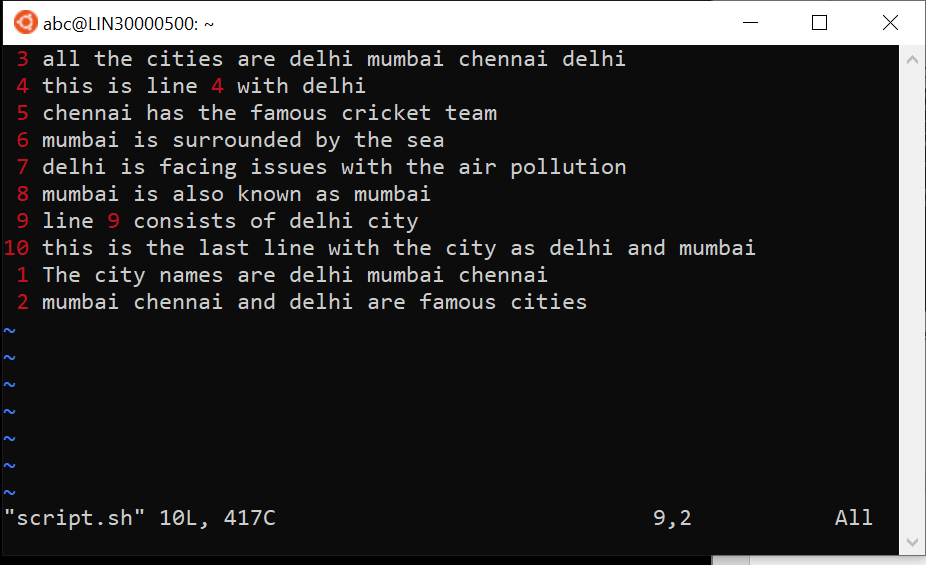 abc@LIN30000500: ~
3 all the cities are delhi mumbai chennai delhi
4 this is line 4 with delhi
5 chennai has the famous cricket team
6 mumbai is surrounded by the sea
7 delhi is facing issues with the air pollution
8 mumbai is also known as mumbai
9 line 9 consists of delhi city
10 this is the last line with the city as delhi and mumbai
1 The city names are delhi mumbai chennai
2 mumbai chennai and delhi are famous cities
~
~
~
~
~
~
~
"script.sh" 10L, 417C 9,2 All